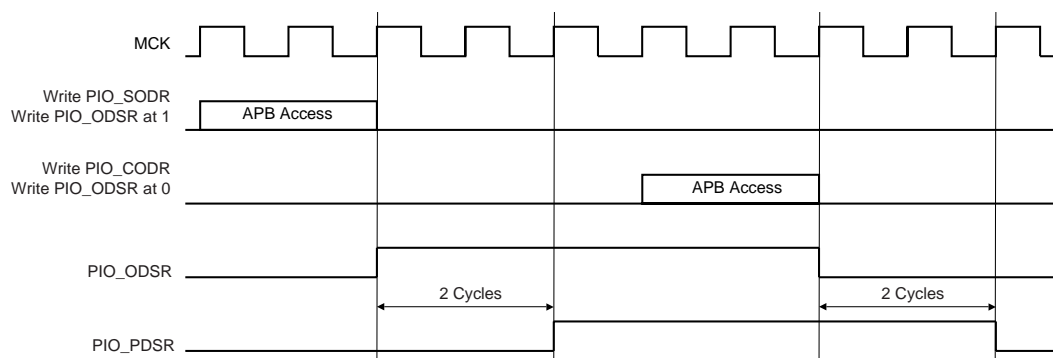 MCK
Write PIO_SODR
Write PIO_ODSR at 1
APB Access
Write PIO_CODR
Write PIO_ODSR at 0
APB Access
PIO_ODSR
2 Cycles
2 Cycles
PIO_PDSR